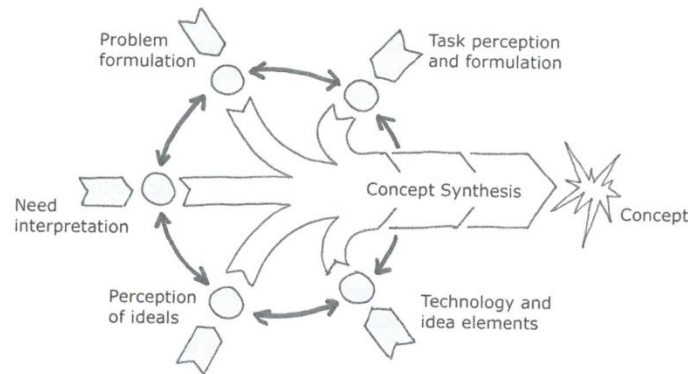 Problem
formulation
Task perception
and formulation
Need
interpretation
Concept Synthesis
Concept
Perception
of ideals
Technology and
idea elements